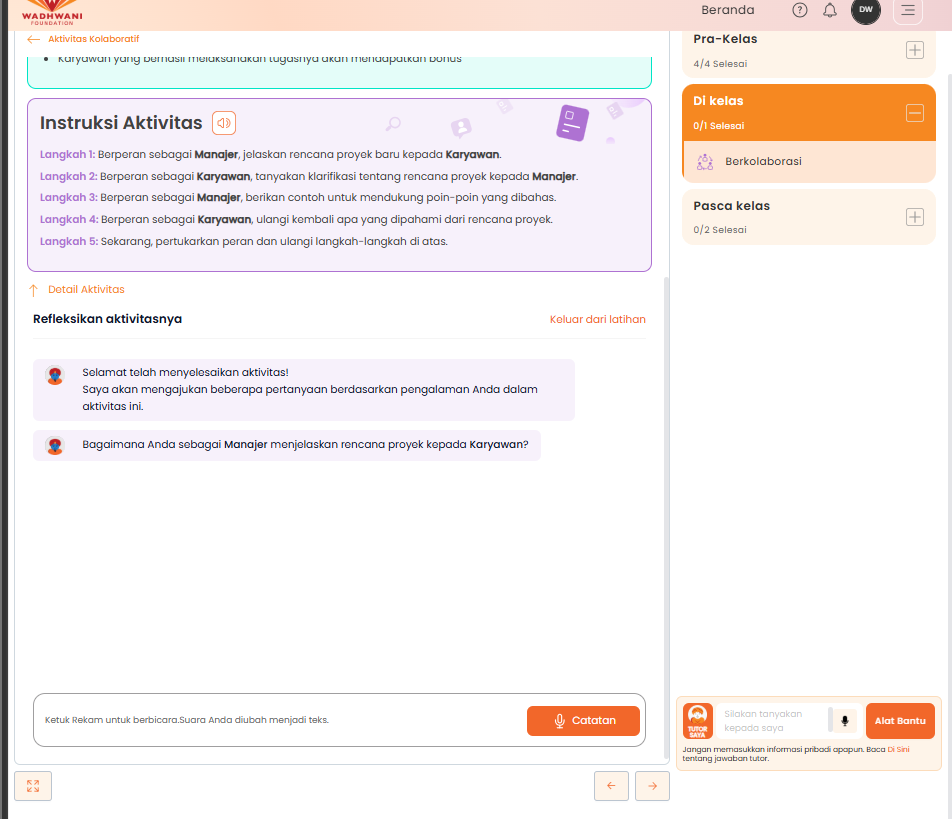 WADHWANI
FOUNDATION
Beranda
?
DW
← Aktivitas Kolaboratif
• Karyawan yang berhasil melaksanakan tugasnya akan mendapatkan bonus
Instruksi Aktivitas
Langkah 1: Berperan sebagai Manajer, jelaskan rencana proyek baru kepada Karyawan.
Langkah 2: Berperan sebagai Karyawan, tanyakan klarifikasi tentang rencana proyek kepada Manajer.
Langkah 3: Berperan sebagai Manajer, berikan contoh untuk mendukung poin-poin yang dibahas.
Langkah 4: Berperan sebagai Karyawan, ulangi kembali apa yang dipahami dari rencana proyek.
Langkah 5: Sekarang, pertukarkan peran dan ulangi langkah-langkah di atas.
↑ Detail Aktivitas
Refleksikan aktivitasnya
Keluar dari latihan
Selamat telah menyelesaikan aktivitas!
Saya akan mengajukan beberapa pertanyaan berdasarkan pengalaman Anda dalam
aktivitas ini.
Bagaimana Anda sebagai Manajer menjelaskan rencana proyek kepada Karyawan?
Ketuk Rekam untuk berbicara.Suara Anda diubah menjadi teks.
Catatan
Pra-Kelas
4/4 Selesai
Di kelas
0/1 Selesai
Berkolaborasi
Pasca kelas
0/2 Selesai
TUTOR
SAYA
Silakan tanyakan
kepada saya
Alat Bantu
Jangan memasukkan informasi pribadi apapun. Baca Di Sini
tentang jawaban tutor.